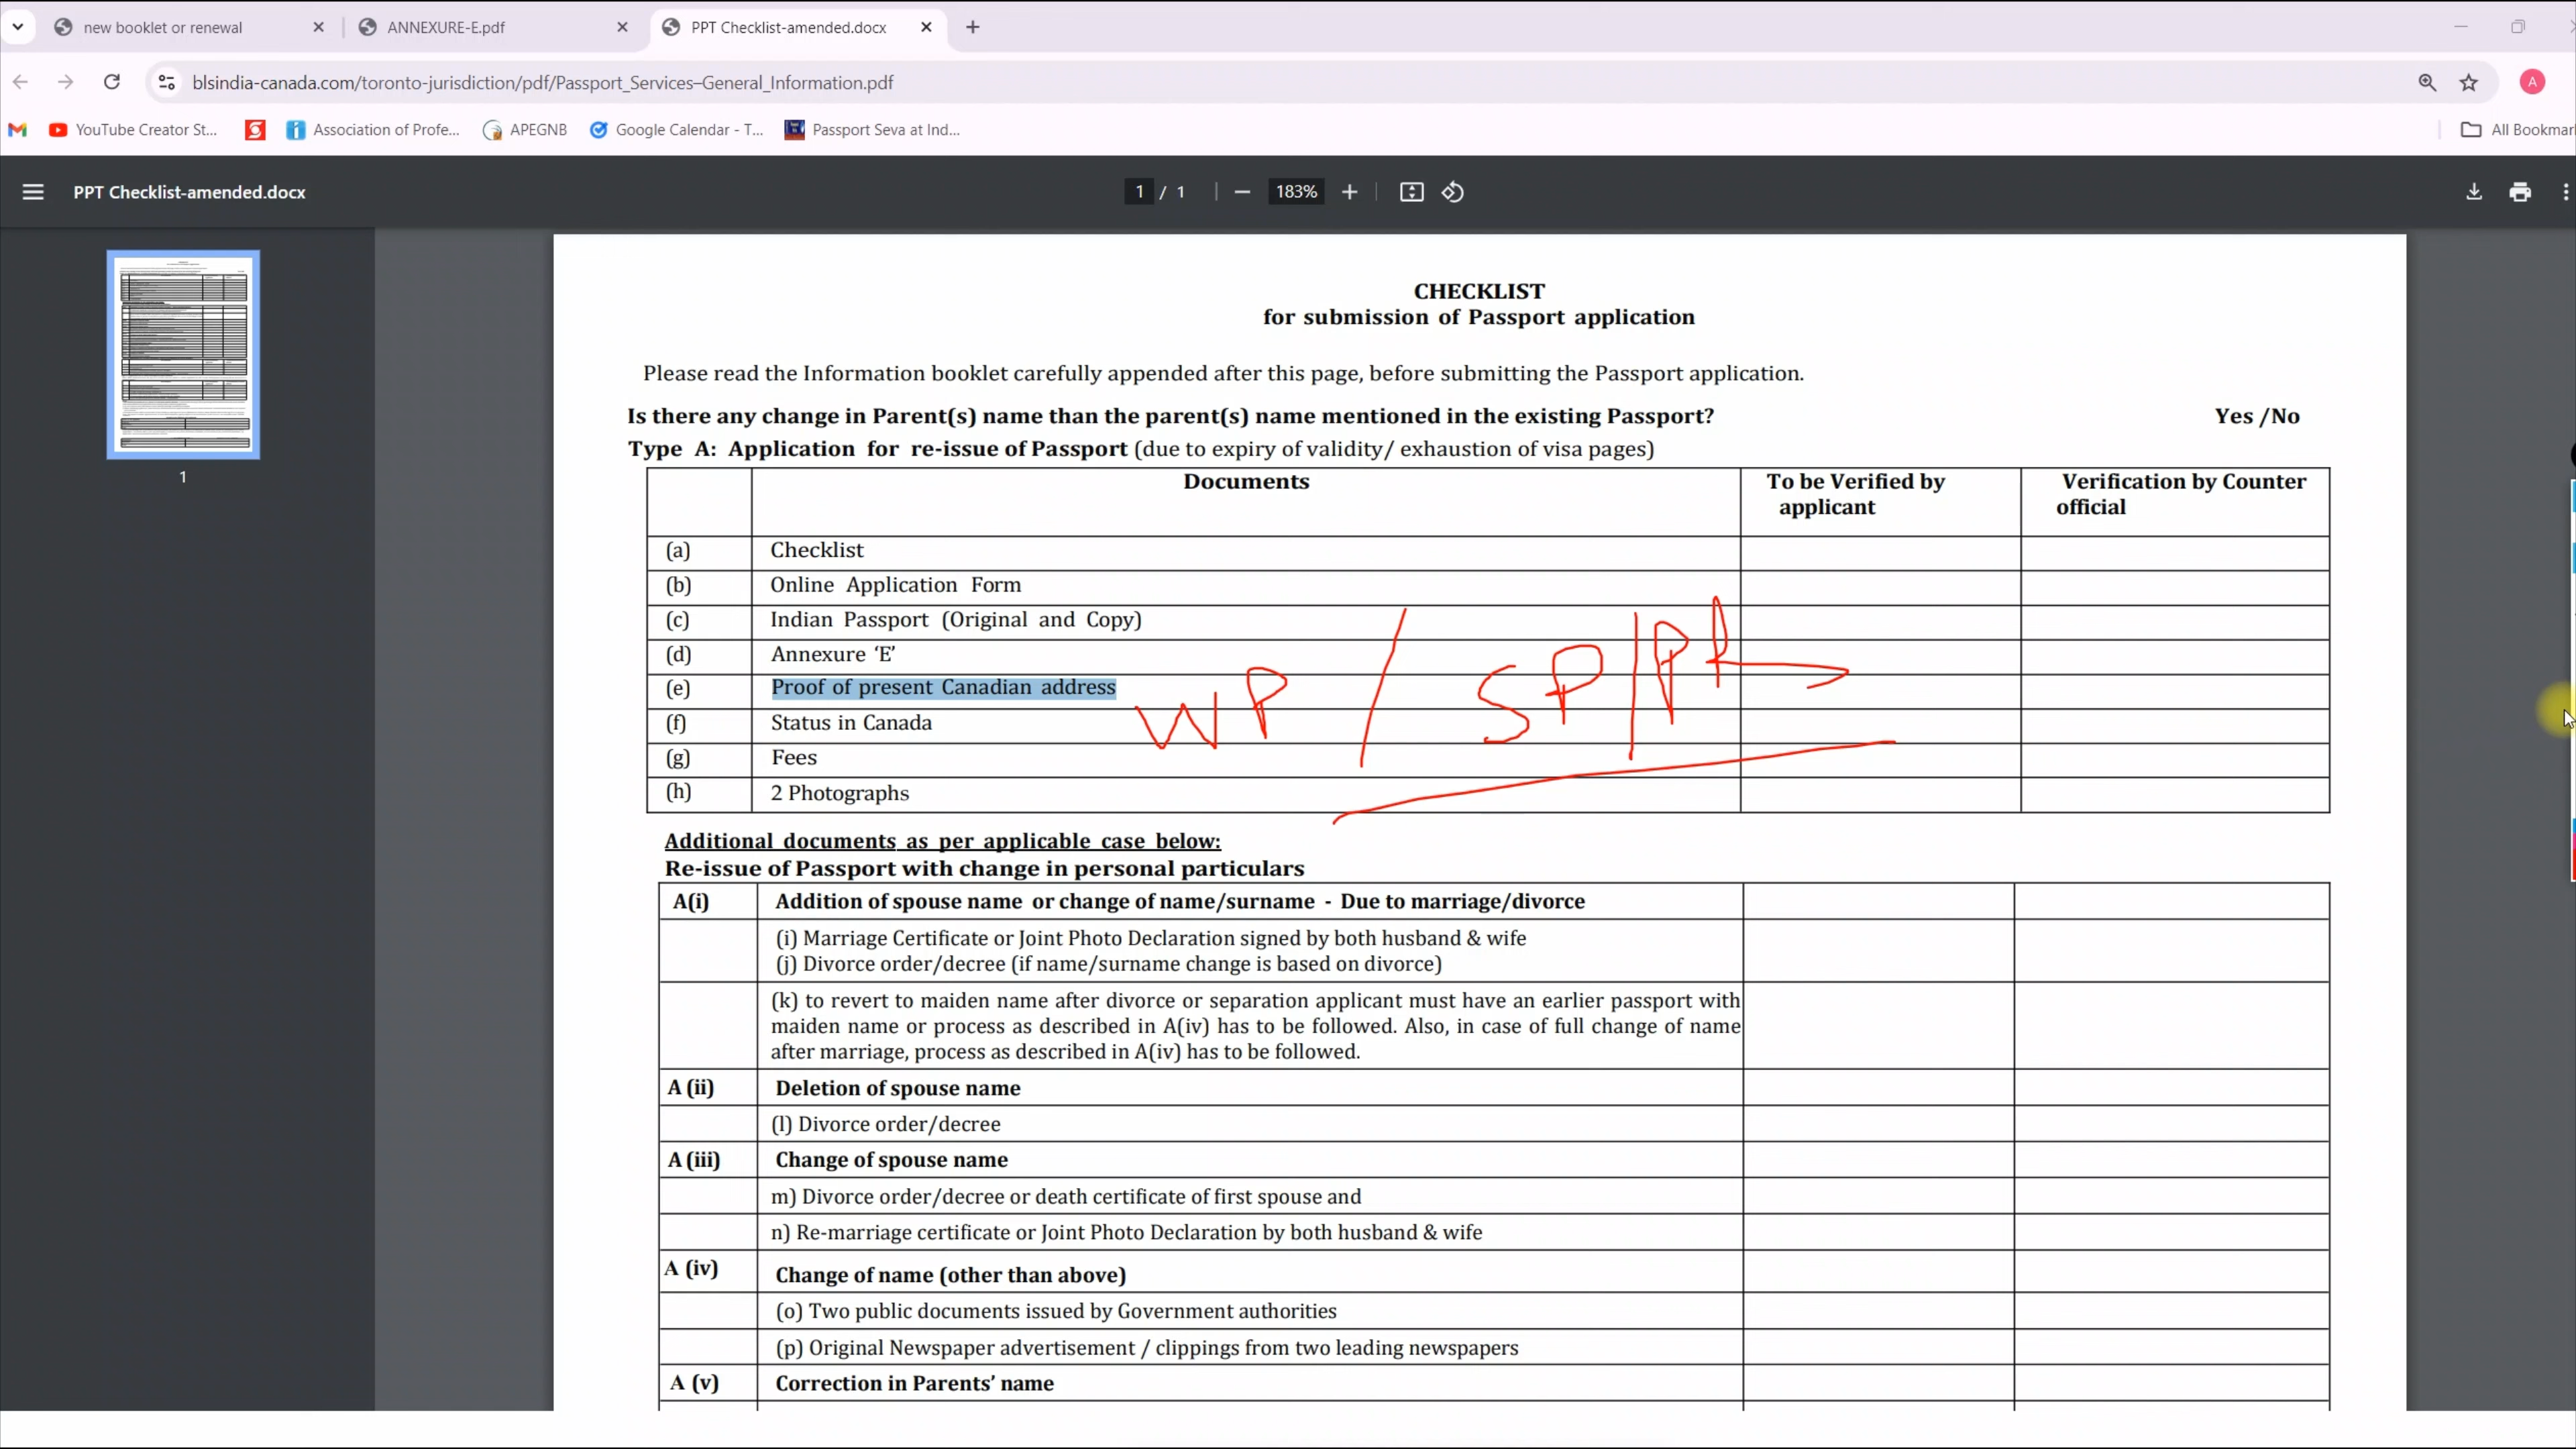 new booklet or renewal
ANNEXURE-E.pdf
PPT Checklist-amended.docx
blsindia-canada.com/toronto-jurisdiction/pdf/Passport_Services–General_Information.pdf
A
YouTube Creator St...
Association of Profe...
APEGNB
Google Calendar - T...
Passport Seva at Ind...
All Bookmar
PPT Checklist-amended.docx
1 / 1
183%
1
CHECKLIST
for submission of Passport application
Please read the Information booklet carefully appended after this page, before submitting the Passport application.
Is there any change in Parent(s) name than the parent(s) name mentioned in the existing Passport? Yes /No
Type A: Application for re-issue of Passport (due to expiry of validity/ exhaustion of visa pages)
Documents
To be Verified by applicant
Verification by Counter official
(a) Checklist
(b) Online Application Form
(c) Indian Passport (Original and Copy)
(d) Annexure ‘E’
(e) Proof of present Canadian address
WP / SP/PR
(f) Status in Canada
(g) Fees
(h) 2 Photographs
Additional documents as per applicable case below:
Re-issue of Passport with change in personal particulars
A(i) Addition of spouse name or change of name/surname - Due to marriage/divorce
(i) Marriage Certificate or Joint Photo Declaration signed by both husband & wife
(j) Divorce order/decree (if name/surname change is based on divorce)
(k) to revert to maiden name after divorce or separation applicant must have an earlier passport with
maiden name or process as described in A(iv) has to be followed. Also, in case of full change of name
after marriage, process as described in A(iv) has to be followed.
A (ii) Deletion of spouse name
(l) Divorce order/decree
A (iii) Change of spouse name
m) Divorce order/decree or death certificate of first spouse and
n) Re-marriage certificate or Joint Photo Declaration by both husband & wife
A (iv) Change of name (other than above)
(o) Two public documents issued by Government authorities
(p) Original Newspaper advertisement / clippings from two leading newspapers
A (v) Correction in Parents’ name